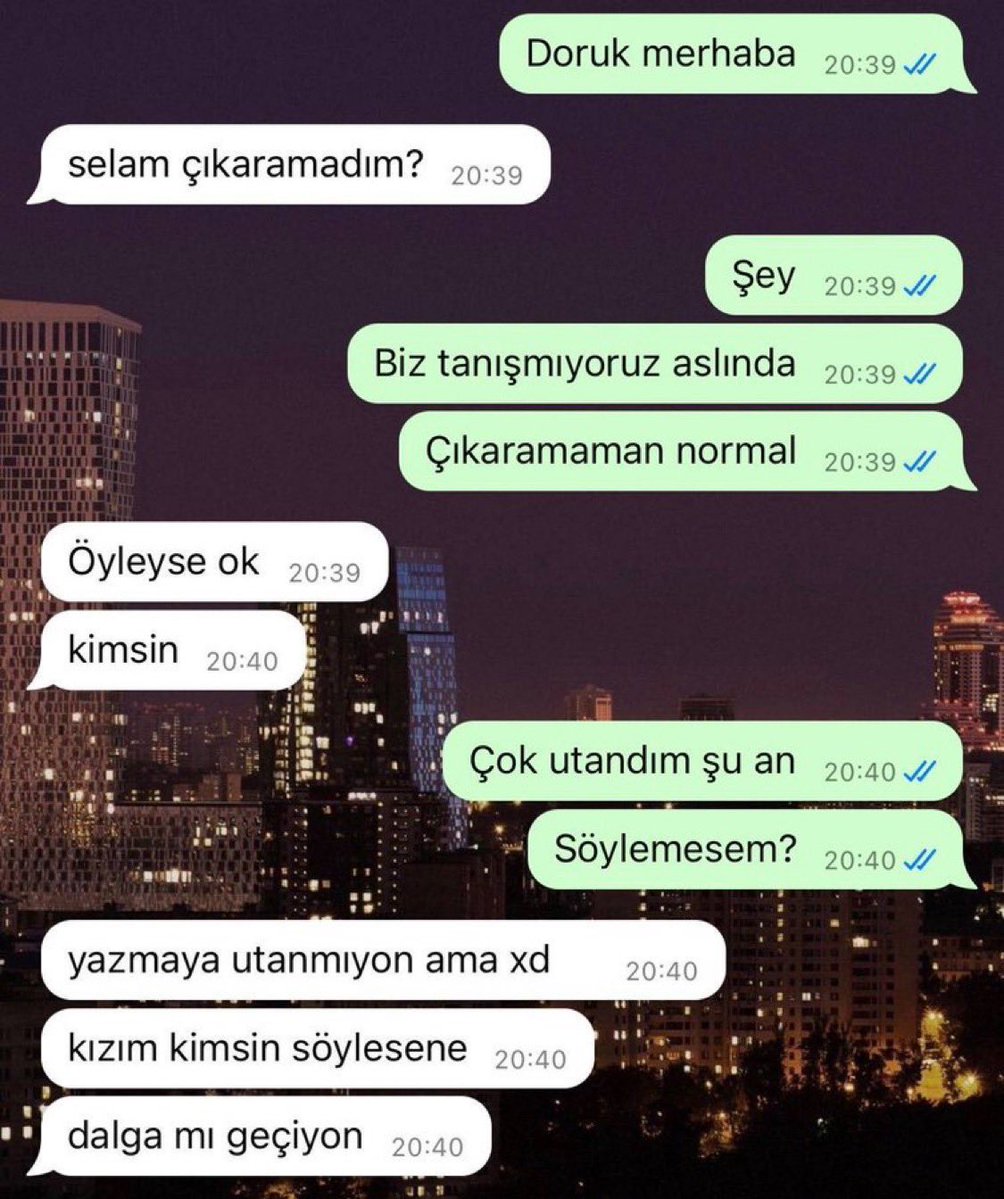 Doruk merhaba 20:39
selam çıkaramadım? 20:39
Şey 20:39
Biz tanışmıyoruz aslında 20:39
Çıkaramaman normal 20:39
Öyleyse ok 20:39
kimsin 20:40
Çok utandım şu an 20:40
Söylemesem? 20:40
yazmaya utanmıyon ama xd 20:40
kızım kimsin söylesene 20:40
dalga mı geçiyon 20:40